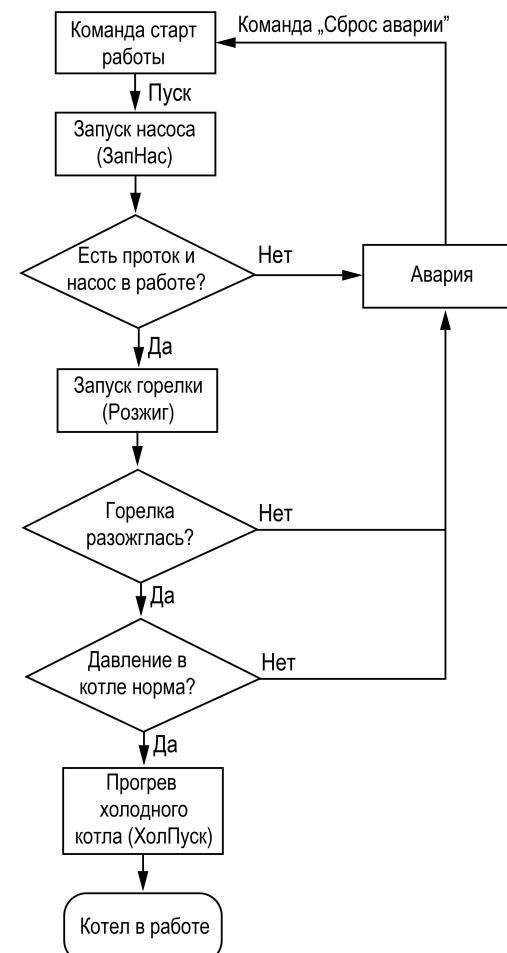 Команда старт
работы
Команда „Сброс аварии”
Пуск
Запуск насоса
(ЗапНас)
Есть проток и
насос в работе?
Нет
Авария
Да
Запуск горелки
(Розжиг)
Горелка
разожглась?
Нет
Да
Давление в
котле норма?
Нет
Да
Прогрев
холодного
котла (ХолПуск)
Котел в работе